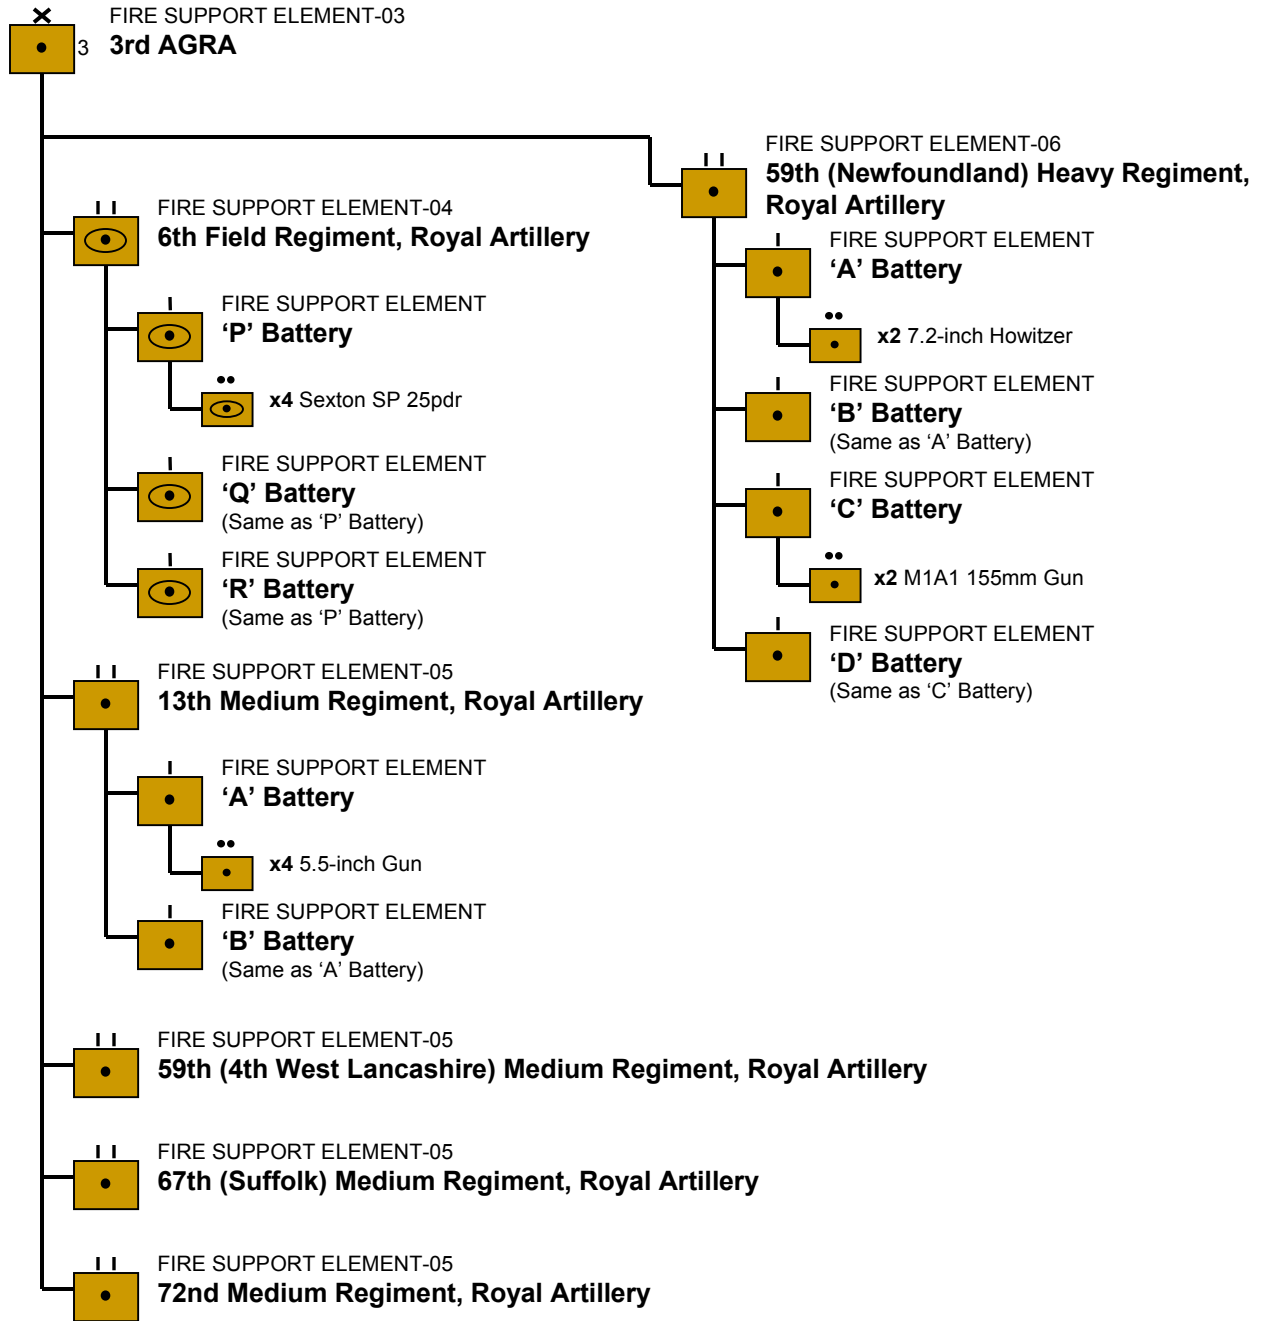 FIRE SUPPORT ELEMENT-03
3 3rd AGRA
FIRE SUPPORT ELEMENT-04
6th Field Regiment, Royal Artillery
FIRE SUPPORT ELEMENT
‘P’ Battery
x4 Sexton SP 25pdr
FIRE SUPPORT ELEMENT
‘Q’ Battery
(Same as ‘P’ Battery)
FIRE SUPPORT ELEMENT
‘R’ Battery
(Same as ‘P’ Battery)
FIRE SUPPORT ELEMENT-05
13th Medium Regiment, Royal Artillery
FIRE SUPPORT ELEMENT
‘A’ Battery
x4 5.5-inch Gun
FIRE SUPPORT ELEMENT
‘B’ Battery
(Same as ‘A’ Battery)
FIRE SUPPORT ELEMENT-05
59th (4th West Lancashire) Medium Regiment, Royal Artillery
FIRE SUPPORT ELEMENT-05
67th (Suffolk) Medium Regiment, Royal Artillery
FIRE SUPPORT ELEMENT-05
72nd Medium Regiment, Royal Artillery
FIRE SUPPORT ELEMENT-06
59th (Newfoundland) Heavy Regiment,
Royal Artillery
FIRE SUPPORT ELEMENT
‘A’ Battery
x2 7.2-inch Howitzer
FIRE SUPPORT ELEMENT
‘B’ Battery
(Same as ‘A’ Battery)
FIRE SUPPORT ELEMENT
‘C’ Battery
x2 M1A1 155mm Gun
FIRE SUPPORT ELEMENT
‘D’ Battery
(Same as ‘C’ Battery)